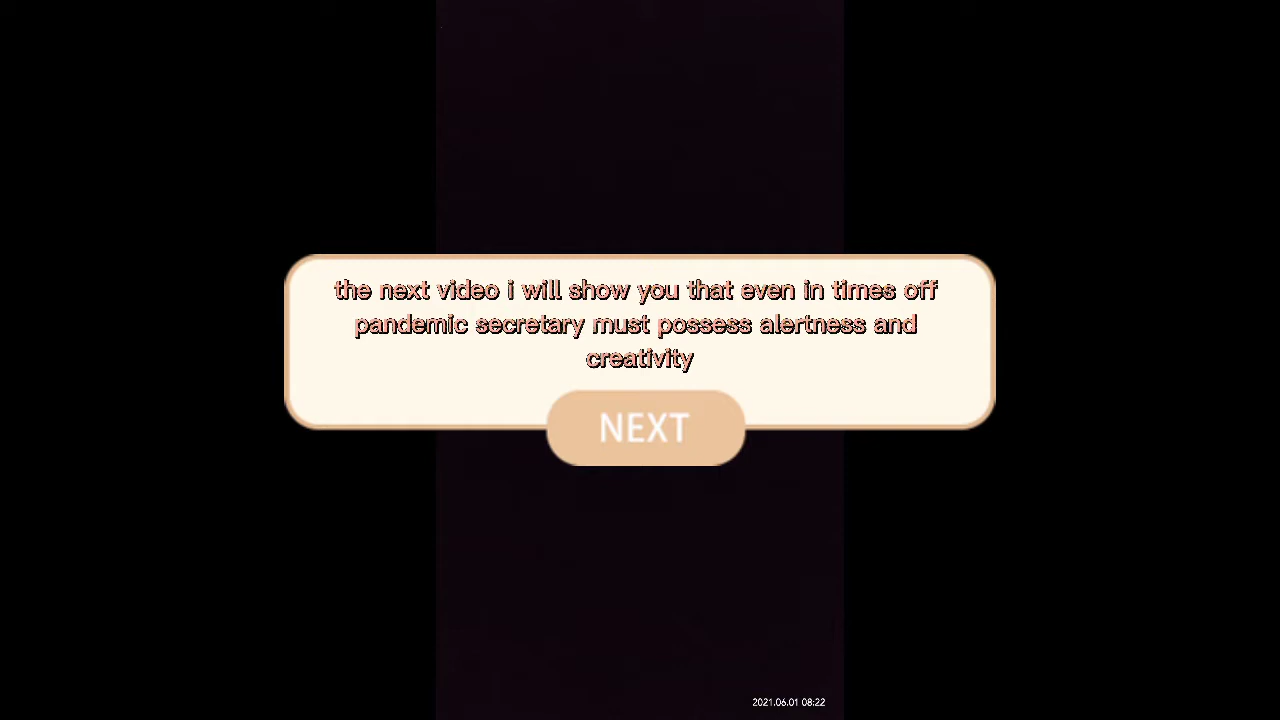 the next video i will show you that even in times off
pandemic secretary must possess alertness and
creativity
NEXT
2021.06.01 08:22